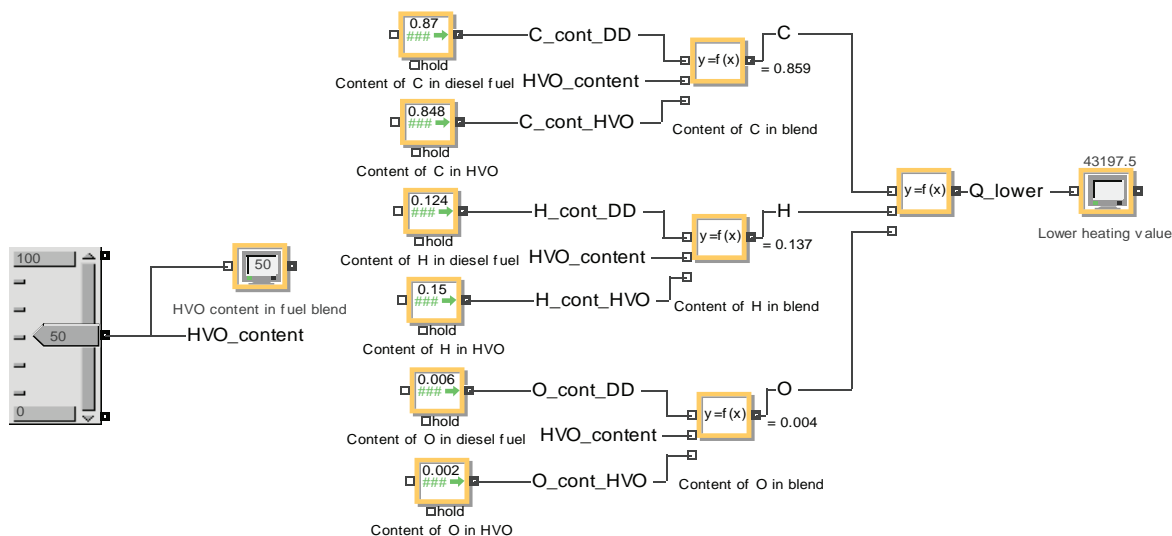 0.87
###
hold
Content of C in diesel fuel
C_cont_DD
HVO_content
0.848
###
hold
Content of C in HVO
C_cont_HVO
y=f(x)
= 0.859
Content of C in blend
C
0.124
###
hold
Content of H in diesel fuel
H_cont_DD
HVO_content
0.15
###
hold
Content of H in HVO
H_cont_HVO
y=f(x)
= 0.137
Content of H in blend
H
100
50
0
50
HVO content in fuel blend
HVO_content
0.006
###
hold
Content of O in diesel fuel
O_cont_DD
HVO_content
0.002
###
hold
Content of O in HVO
O_cont_HVO
y=f(x)
= 0.004
Content of O in blend
O
y=f(x)
Q_lower
43197.5
Lower heating value